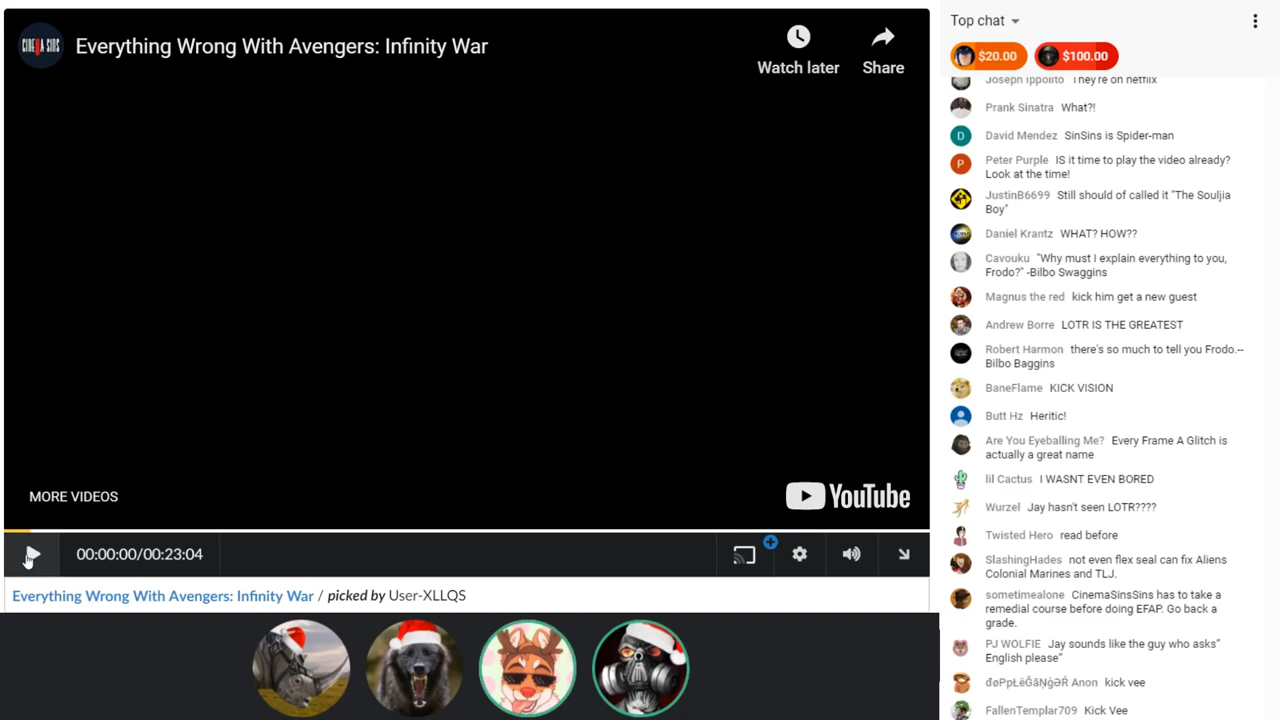 CINEMA SINS
Everything Wrong With Avengers: Infinity War
Watch later
Share
MORE VIDEOS
YouTube
00:00:00/00:23:04
Everything Wrong With Avengers: Infinity War / picked by User-XLLQS
Top chat
$20.00
$100.00
Joseph Ippolito They're on netflix
Prank Sinatra What?!
D
David Mendez SinSins is Spider-man
P
Peter Purple IS it time to play the video already?
Look at the time!
JustinB6699 Still should of called it "The Souljia
Boy"
Daniel Krantz WHAT? HOW??
Cavouku "Why must I explain everything to you,
Frodo?" -Bilbo Swaggins
Magnus the red kick him get a new guest
Andrew Borre LOTR IS THE GREATEST
Robert Harmon there's so much to tell you Frodo.--
Bilbo Baggins
BaneFlame KICK VISION
Butt Hz Heritic!
Are You Eyeballing Me? Every Frame A Glitch is
actually a great name
lil Cactus I WASNT EVEN BORED
Wurzel Jay hasn't seen LOTR????
Twisted Hero read before
SlashingHades not even flex seal can fix Aliens
Colonial Marines and TLJ.
sometimealone CinemaSinsSins has to take a
remedial course before doing EFAP. Go back a
grade.
PJ WOLFIE Jay sounds like the guy who asks"
English please"
Anon kick vee
FallenTemplar709 Kick Vee